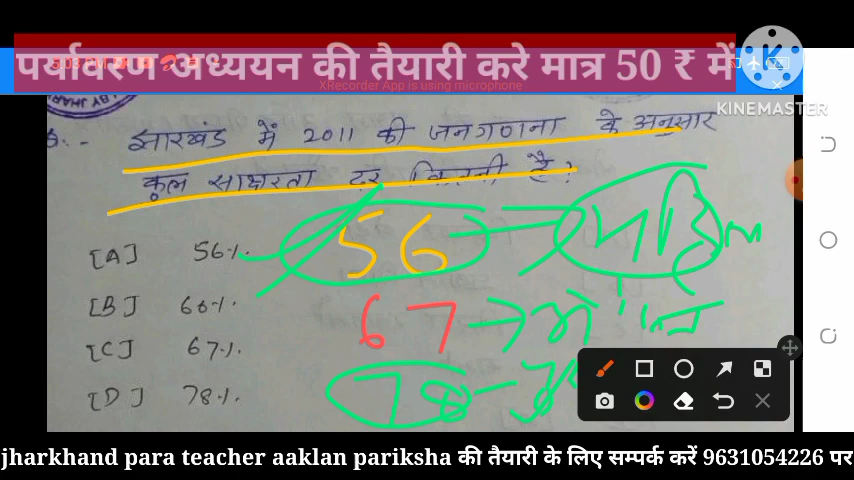 पर्यावरण अध्ययन की तैयारी करे मात्र 50 ₹ में
XRecorder App is using microphone
KINEMASTER
झारखंड में 2011 की जनगणना के अनुसार
कुल साक्षरता दर कितनी है?
[A] 56%.
56
[B] 66%.
67
[C] 67%.
[D] 78%.
78
jharkhand para teacher aaklan pariksha की तैयारी के लिए सम्पर्क करें 9631054226 पर